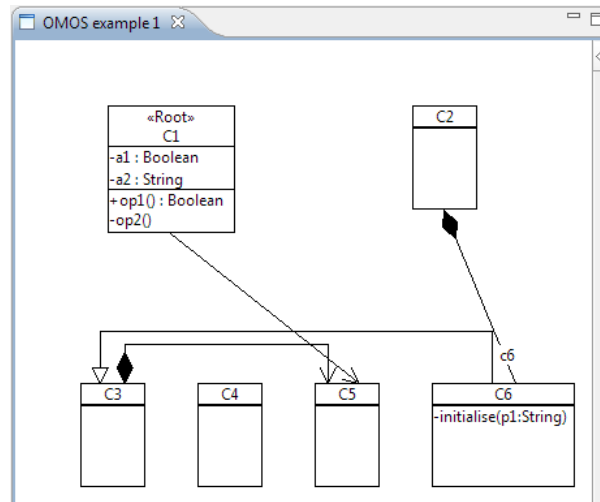 OMOS example 1
«Root»
C1
-a1 : Boolean
-a2 : String
+op1() : Boolean
-op2()
C2
c6
C3
C4
C5
C6
-initialise(p1:String)